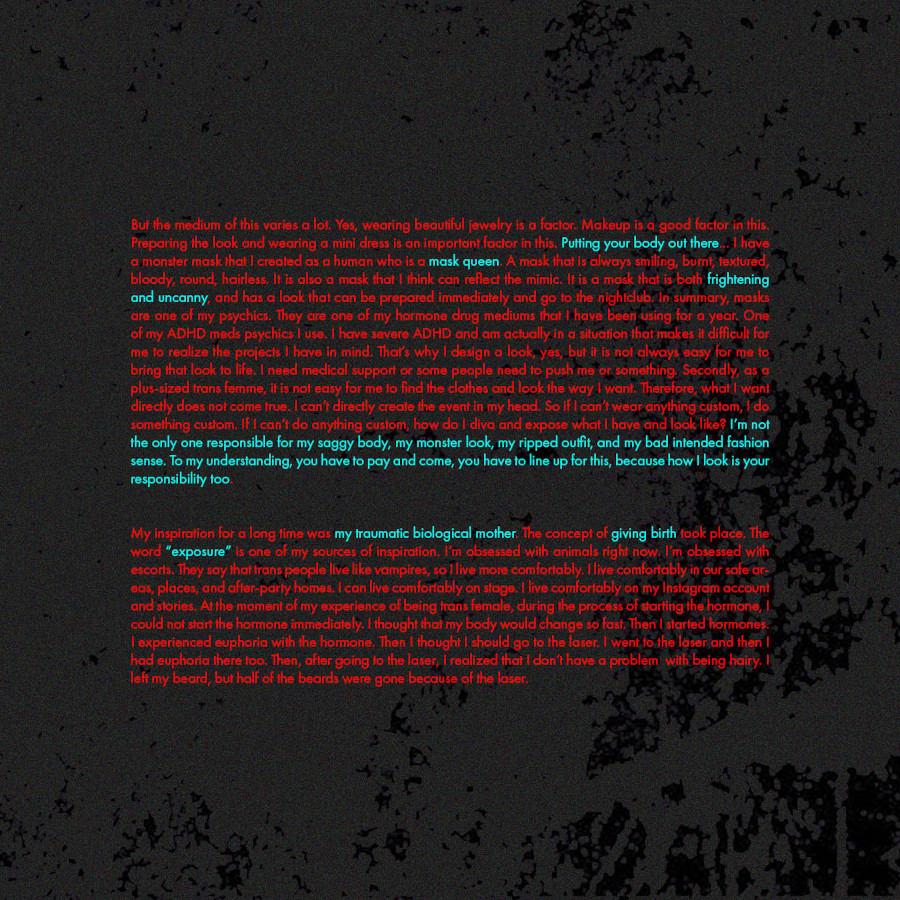 But the medium of this varies a lot. Yes, wearing beautiful jewelry is a factor. Makeup is a good factor in this.
Preparing the look and wearing a mini dress is an important factor in this. Putting your body out there... I have
a monster mask that I created as a human who is a mask queen. A mask that is always smiling, burnt, textured,
bloody, round, hairless. It is also a mask that I think can reflect the mimic. It is a mask that is both frightening
and uncanny, and has a look that can be prepared immediately and go to the nightclub. In summary, masks
are one of my psychics. They are one of my hormone drug mediums that I have been using for a year. One
of my ADHD meds psychics I use. I have severe ADHD and am actually in a situation that makes it difficult for
me to realize the projects I have in mind. That's why I design a look, yes, but it is not always easy for me to
bring that look to life. I need medical support or some people need to push me or something. Secondly, as a
plus-sized trans femme, it is not easy for me to find the clothes and look the way I want. Therefore, what I want
directly does not come true. I can't directly create the event in my head. So if I can't wear anything custom, I do
something custom. If I can't do anything custom, how do I diva and expose what I have and look like? I'm not
the only one responsible for my saggy body, my monster look, my ripped outfit, and my bad intended fashion
sense. To my understanding, you have to pay and come, you have to line up for this, because how I look is your
responsibility too.
My inspiration for a long time was my traumatic biological mother. The concept of giving birth took place. The
word “exposure” is one of my sources of inspiration. I'm obsessed with animals right now. I'm obsessed with
escorts. They say that trans people live like vampires, so I live more comfortably. I live comfortably in our safe ar-
eas, places, and after-party homes. I can live comfortably on stage. I live comfortably on my Instagram account
and stories. At the moment of my experience of being trans female, during the process of starting the hormone, I
could not start the hormone immediately. I thought that my body would change so fast. Then I started hormones.
I experienced euphoria with the hormone. Then I thought I should go to the laser. I went to the laser and then I
had euphoria there too. Then, after going to the laser, I realized that I don't have a problem  with being hairy. I
left my beard, but half of the beards were gone because of the laser.